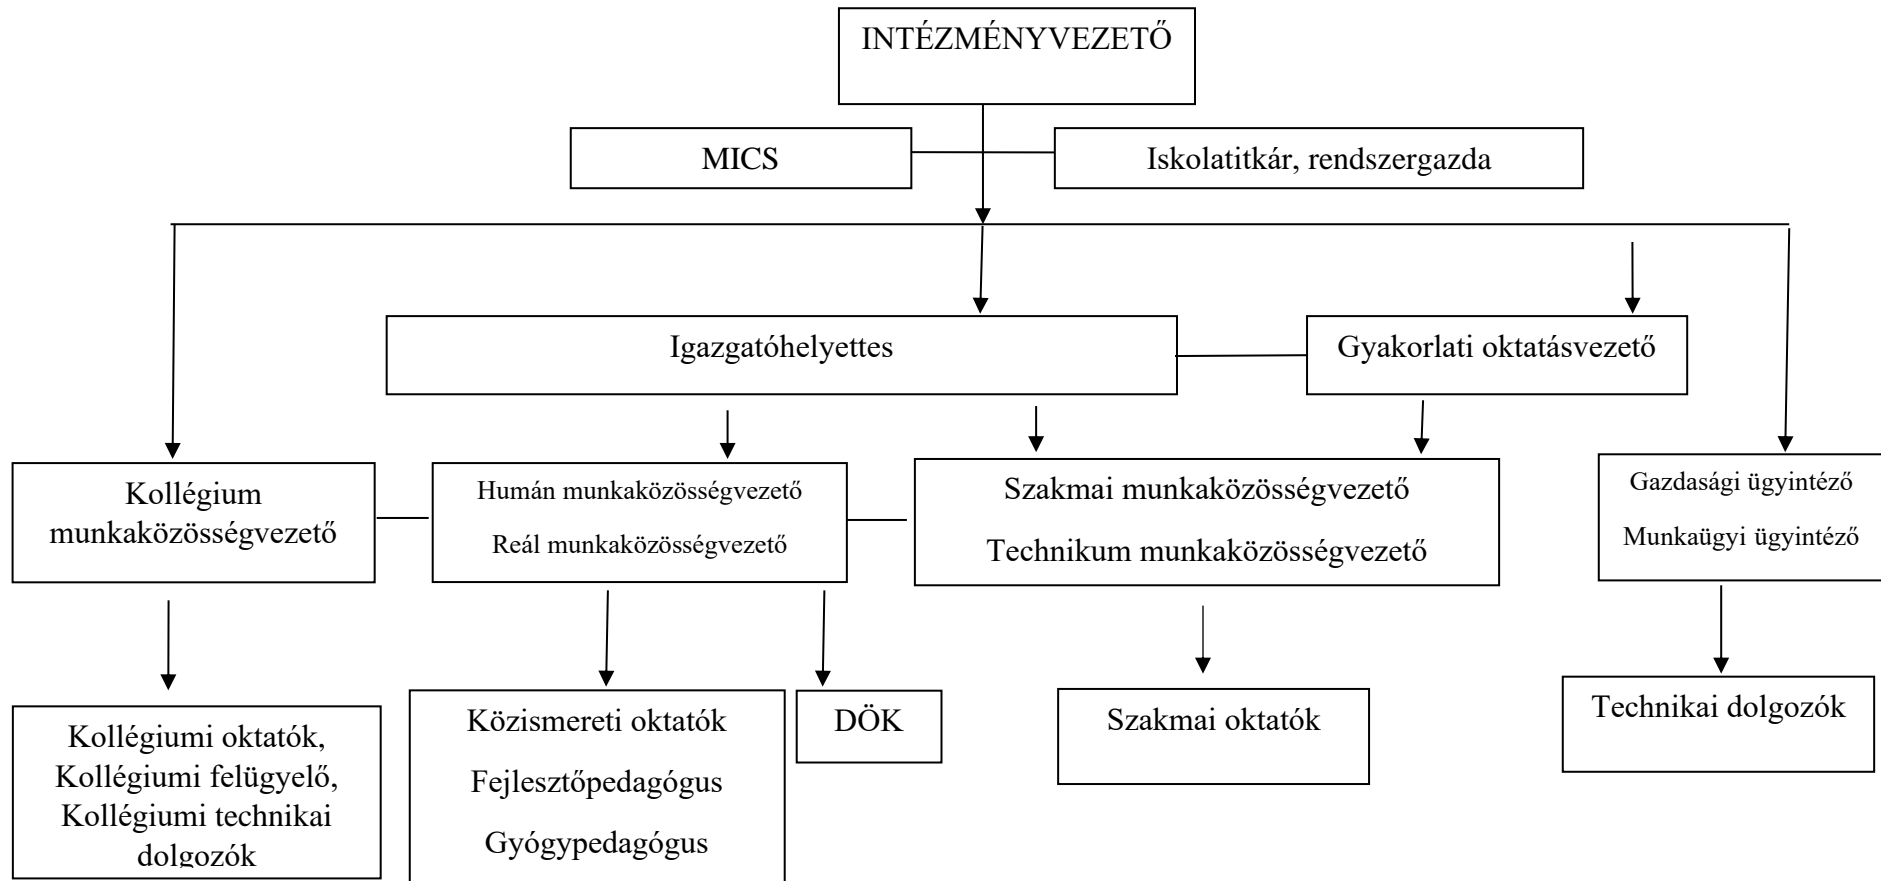 INTÉZMÉNYVEZETŐ
MICS
Iskolatitkár, rendszergazda
Igazgatóhelyettes
Gyakorlati oktatásvezető
Kollégium
munkaközösségvezető
Humán munkaközösségvezető
Reál munkaközösségvezető
Szakmai munkaközösségvezető
Technikum munkaközösségvezető
Gazdasági ügyintéző
Munkaügyi ügyintéző
Kollégiumi oktatók,
Kollégiumi felügyelő,
Kollégiumi technikai
dolgozók
Közismereti oktatók
Fejlesztőpedagógus
Gyógypedagógus
DÖK
Szakmai oktatók
Technikai dolgozók